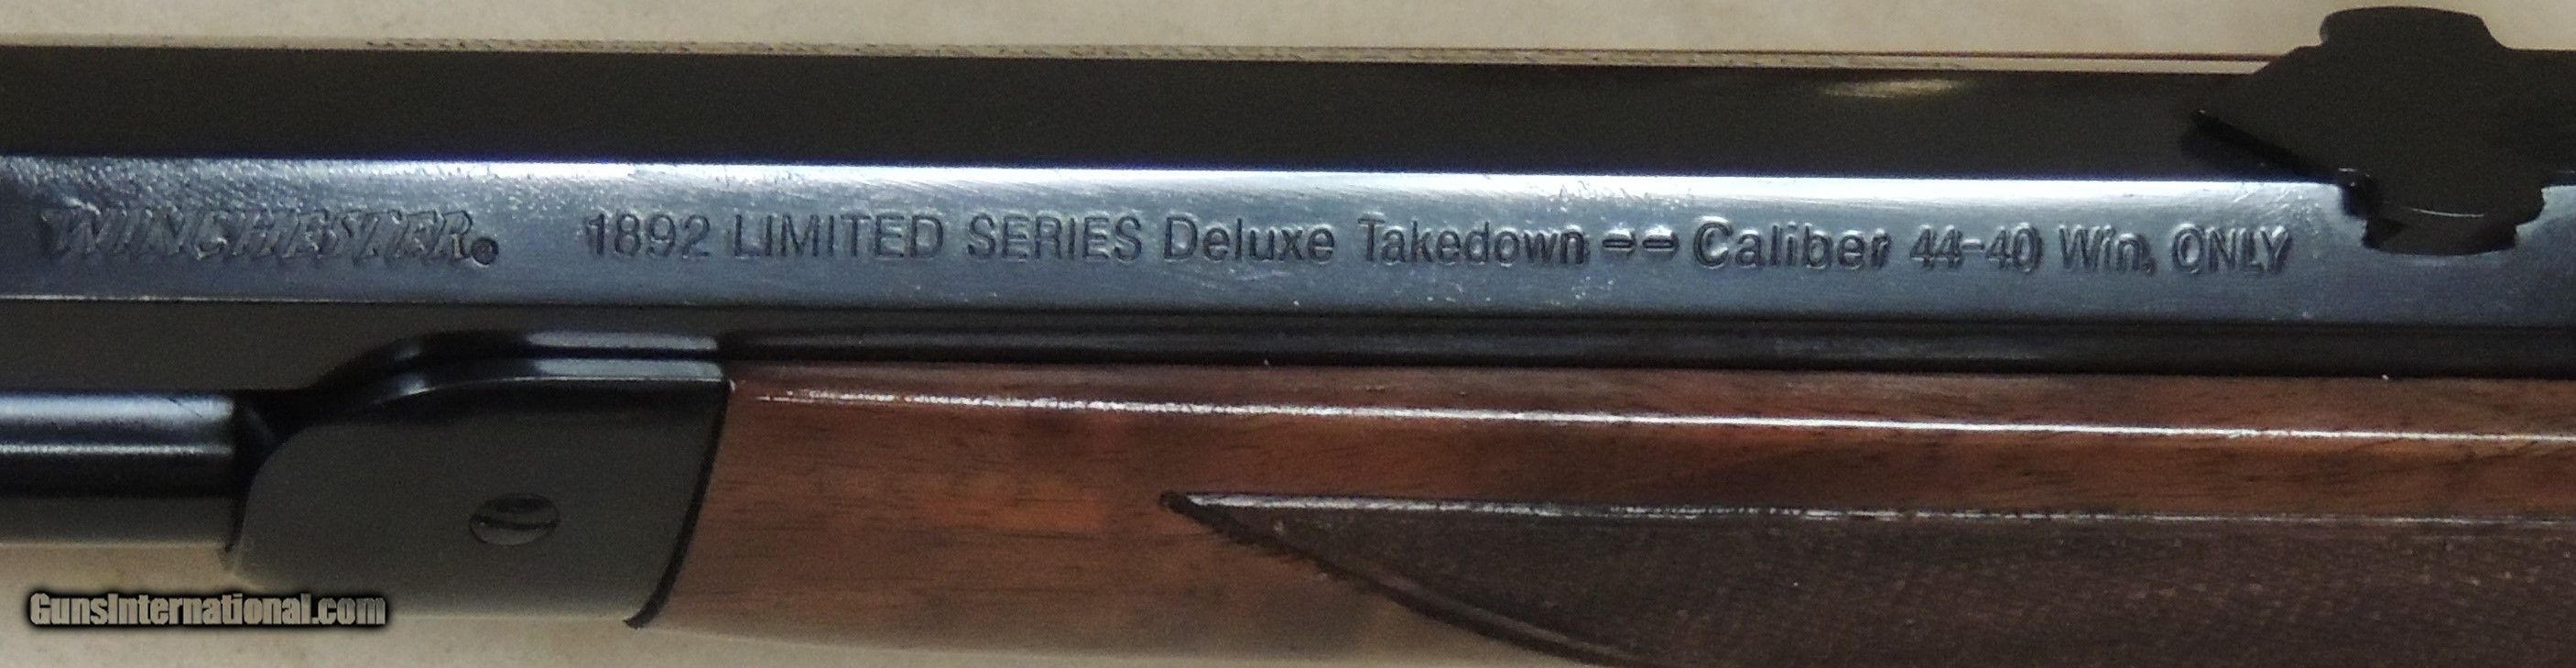 WINCHESTER® 1892 LIMITED SERIES Deluxe Takedown == Caliber 44-40 Win. ONLY
GunsInternational.com